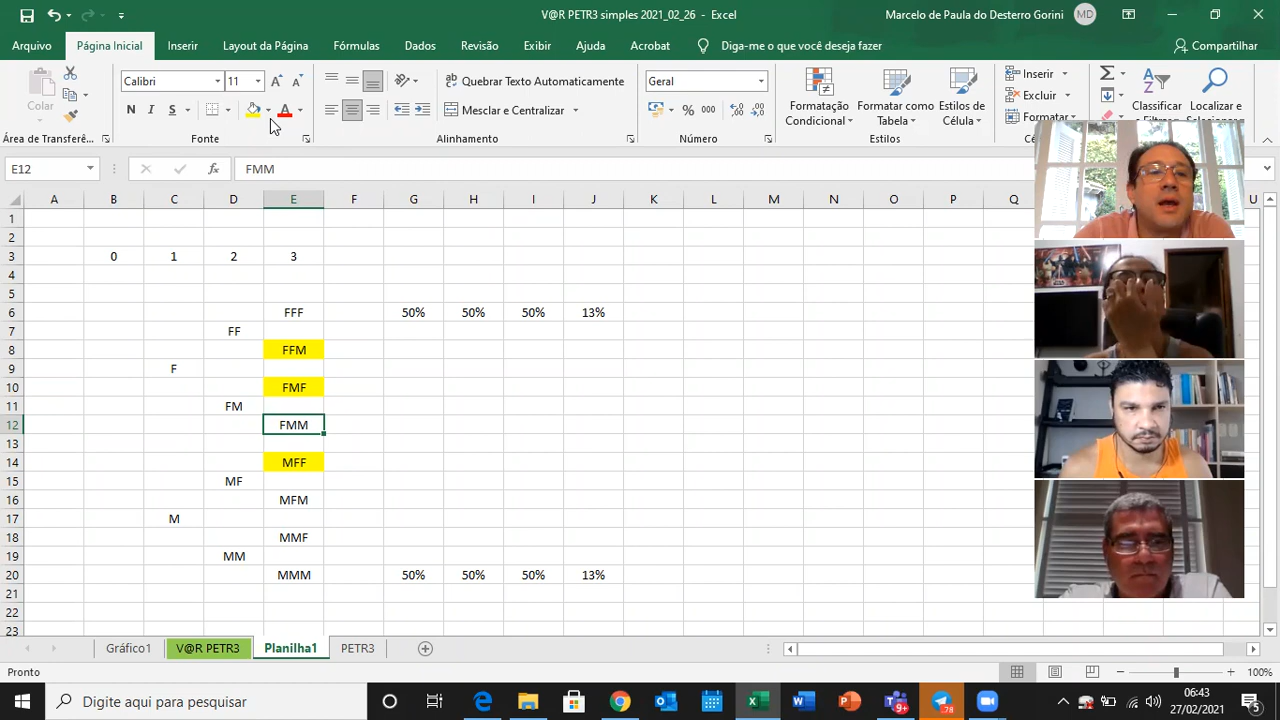 V@R PETR3 simples 2021_02_26 - Excel
Marcelo de Paula do Desterro Gorini MD
Arquivo Página Inicial Inserir Layout da Página Fórmulas Dados Revisão Exibir Ajuda Acrobat Diga-me o que você deseja fazer Compartilhar
Colar
Calibri 11
N I S
Quebrar Texto Automaticamente
Mesclar e Centralizar
Geral
% 000
Formatação Condicional
Formatar como Tabela
Estilos de Célula
Inserir
Excluir
Formatar
Classificar
Localizar e
Área de Transferê... Fonte Alinhamento Número Estilos
E12 fx FMM
A B C D E F G H I J K L M N O P Q U
1
2
3 0 1 2 3
4
5
6 FFF 50% 50% 50% 13%
7 FF
8 FFM
9 F
10 FMF
11 FM
12 FMM
13
14 MFF
15 MF
16 MFM
17 M
18 MMF
19 MM
20 MMM 50% 50% 50% 13%
21
22
23
Gráfico1 V@R PETR3 Planilha1 PETR3
Pronto 100%
Digite aqui para pesquisar
06:43
27/02/2021